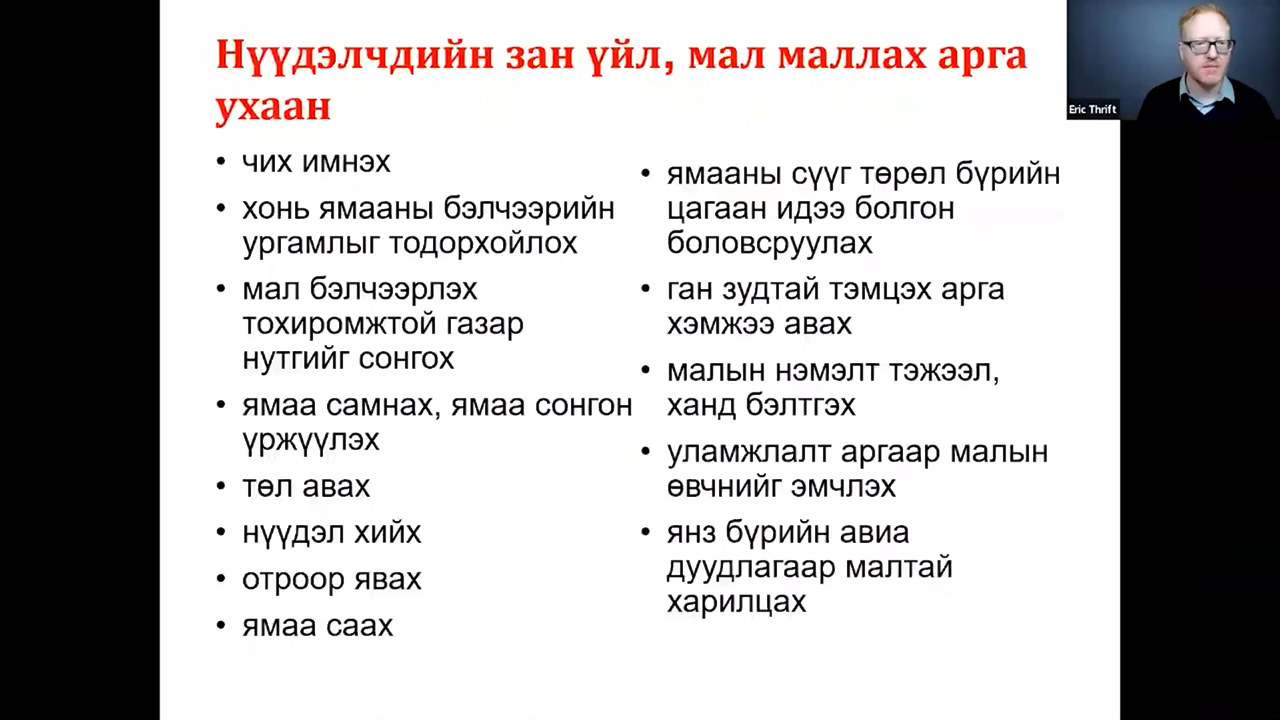 Нүүдэлчдийн зан үйл, мал маллах арга
ухаан
• чих имнэх
• хонь ямааны бэлчээрийн
ургамлыг тодорхойлох
• мал бэлчээрлэх
тохиромжтой газар
нутгийг сонгох
• ямаа самнах, ямаа сонгон
үржүүлэх
• төл авах
• нүүдэл хийх
• отроор явах
• ямаа саах
• ямааны сүүг төрөл бүрийн
цагаан идээ болгон
боловсруулах
• ган зудтай тэмцэх арга
хэмжээ авах
• малын нэмэлт тэжээл,
ханд бэлтгэх
• уламжлалт аргаар малын
өвчнийг эмчлэх
• янз бүрийн авиа
дуудлагаар малтай
харилцах
Eric Thrift